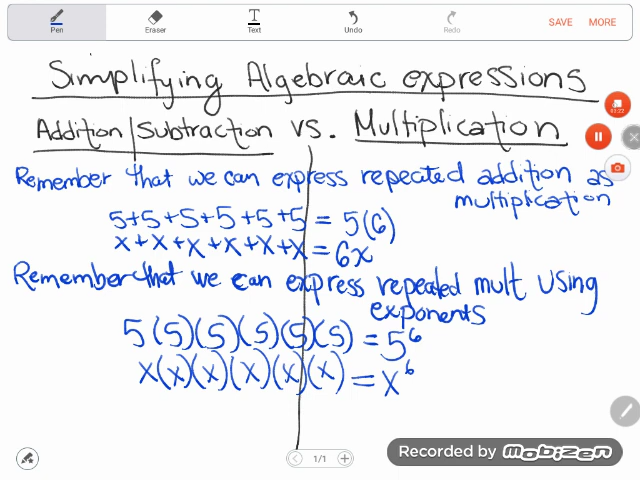 Pen Eraser Text Undo Redo SAVE MORE
Simplifying Algebraic expressions
01:22
Addition/Subtraction vs. Multiplication
Remember that we can express repeated addition as
multiplication
5+5+5+5+5+5 = 5(6)
x+x+x+x+x+x = 6x
Remember that we can express repeated mult using
exponents
5(5)(5)(5)(5)(5) = 5⁶
x(x)(x)(x)(x)(x) = x⁶
Recorded by mobizen
1/1